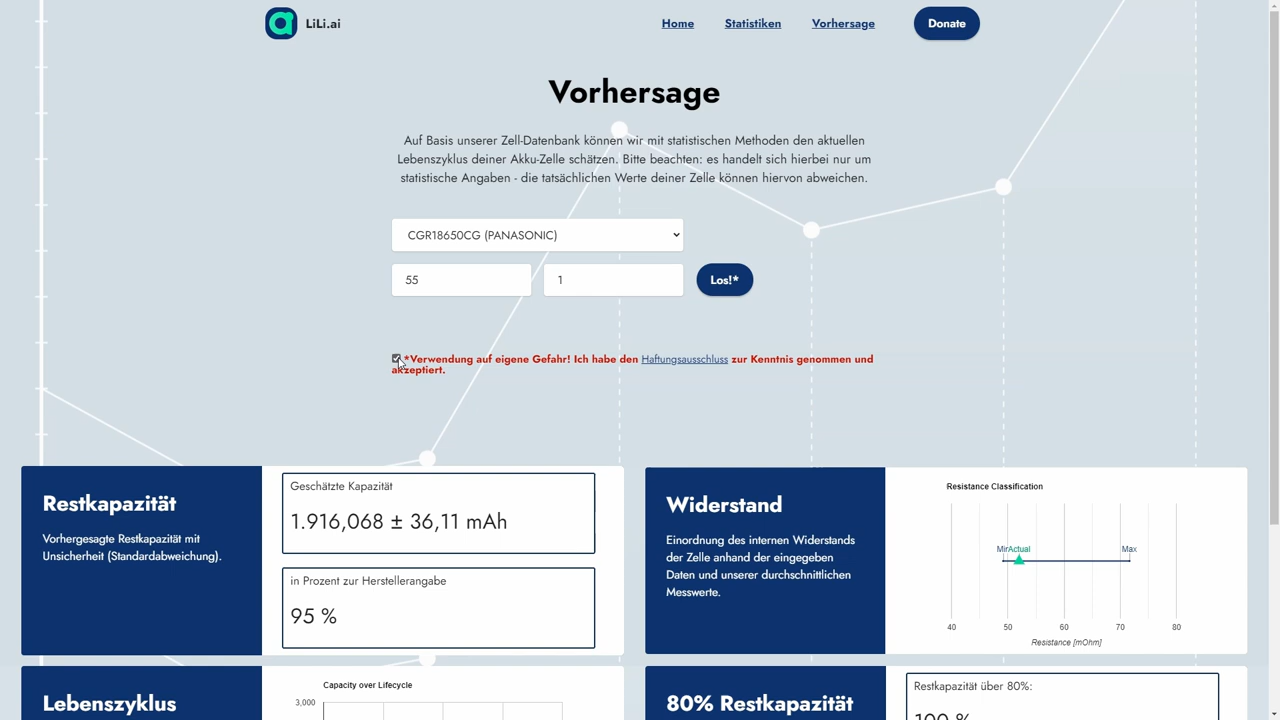 LiLi.ai
Home
Statistiken
Vorhersage
Donate
Vorhersage
Auf Basis unserer Zell-Datenbank können wir mit statistischen Methoden den aktuellen
Lebenszyklus deiner Akku-Zelle schätzen. Bitte beachten: es handelt sich hierbei nur um
statistische Angaben - die tatsächlichen Werte deiner Zelle können hiervon abweichen.
CGR18650CG (PANASONIC)
55
1
Los!*
*Verwendung auf eigene Gefahr! Ich habe den Haftungsausschluss zur Kenntnis genommen und
akzeptiert.
Restkapazität
Vorhergesagte Restkapazität mit
Unsicherheit (Standardabweichung).
Geschätzte Kapazität
1.916,068 ± 36,11 mAh
in Prozent zur Herstellerangabe
95 %
Widerstand
Einordnung des internen Widerstands
der Zelle anhand der eingegeben
Daten und unserer durchschnittlichen
Messwerte.
Resistance Classification
Actual
Max
40 50 60 70 80
Resistance [mOhm]
Lebenszyklus
Capacity over Lifecycle
3,000
80% Restkapazität
Restkapazität über 80%:
100 %